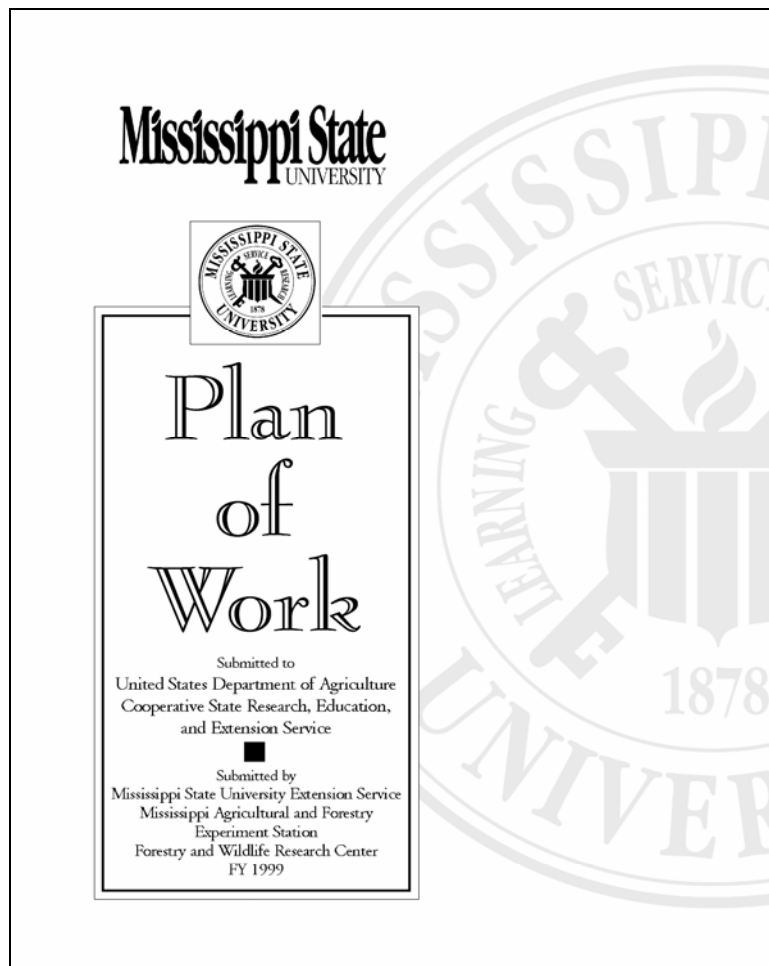 Mississippi State
UNIVERSITY
MISSISSIPPI STATE
SERVICE
LEARNING
RESEARCH
1878
UNIVERSITY
Plan
of
Work
Submitted to
United States Department of Agriculture
Cooperative State Research, Education,
and Extension Service
Submitted by
Mississippi State University Extension Service
Mississippi Agricultural and Forestry
Experiment Station
Forestry and Wildlife Research Center
FY 1999
MISSISSIPPI
SERVIC
LEARNING
1878
UNIVER